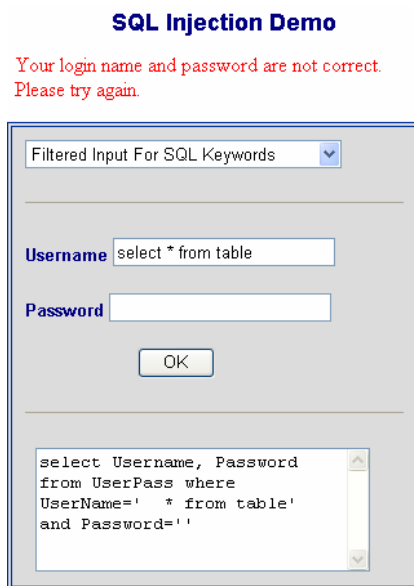 SQL Injection Demo
Your login name and password are not correct.
Please try again.
Filtered Input For SQL Keywords
Username select * from table
Password
OK
select Username, Password
from UserPass where
UserName='  * from table'
and Password=''